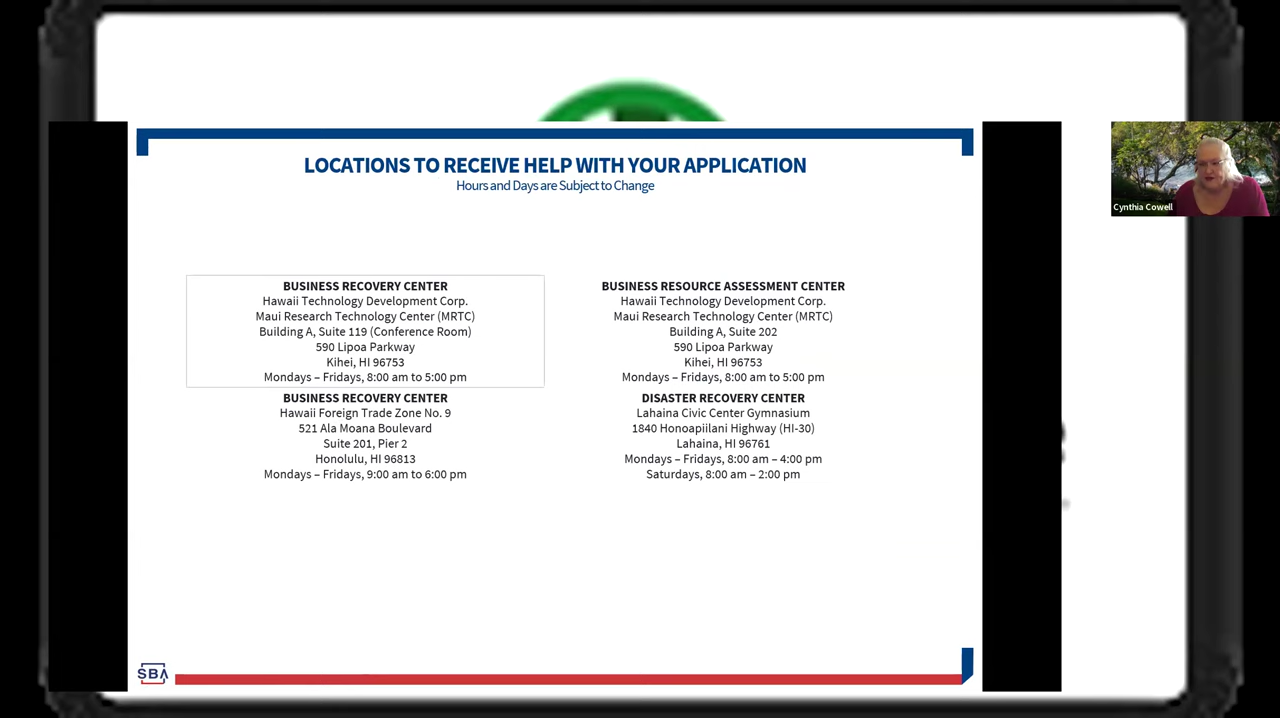 LOCATIONS TO RECEIVE HELP WITH YOUR APPLICATION
Hours and Days are Subject to Change
BUSINESS RECOVERY CENTER
Hawaii Technology Development Corp.
Maui Research Technology Center (MRTC)
Building A, Suite 119 (Conference Room)
590 Lipoa Parkway
Kihei, HI 96753
Mondays – Fridays, 8:00 am to 5:00 pm
BUSINESS RESOURCE ASSESSMENT CENTER
Hawaii Technology Development Corp.
Maui Research Technology Center (MRTC)
Building A, Suite 202
590 Lipoa Parkway
Kihei, HI 96753
Mondays – Fridays, 8:00 am to 5:00 pm
BUSINESS RECOVERY CENTER
Hawaii Foreign Trade Zone No. 9
521 Ala Moana Boulevard
Suite 201, Pier 2
Honolulu, HI 96813
Mondays – Fridays, 9:00 am to 6:00 pm
DISASTER RECOVERY CENTER
Lahaina Civic Center Gymnasium
1840 Honoapiilani Highway (HI-30)
Lahaina, HI 96761
Mondays – Fridays, 8:00 am – 4:00 pm
Saturdays, 8:00 am – 2:00 pm
Cynthia Cowell
SBA